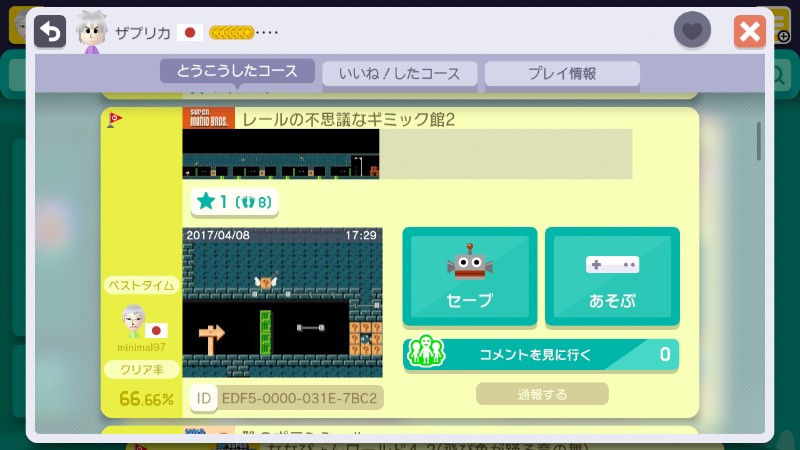 ザプリカ
とうこうしたコース
いいね!したコース
プレイ情報
SUPER
MARIO BROS.
レールの不思議なギミック館2
★1 (8)
2017/04/08 17:29
ベストタイム
minimal97
クリア率
66.66%
セーブ
あそぶ
コメントを見に行く 0
ID EDF5-0000-031E-7BC2
通報する